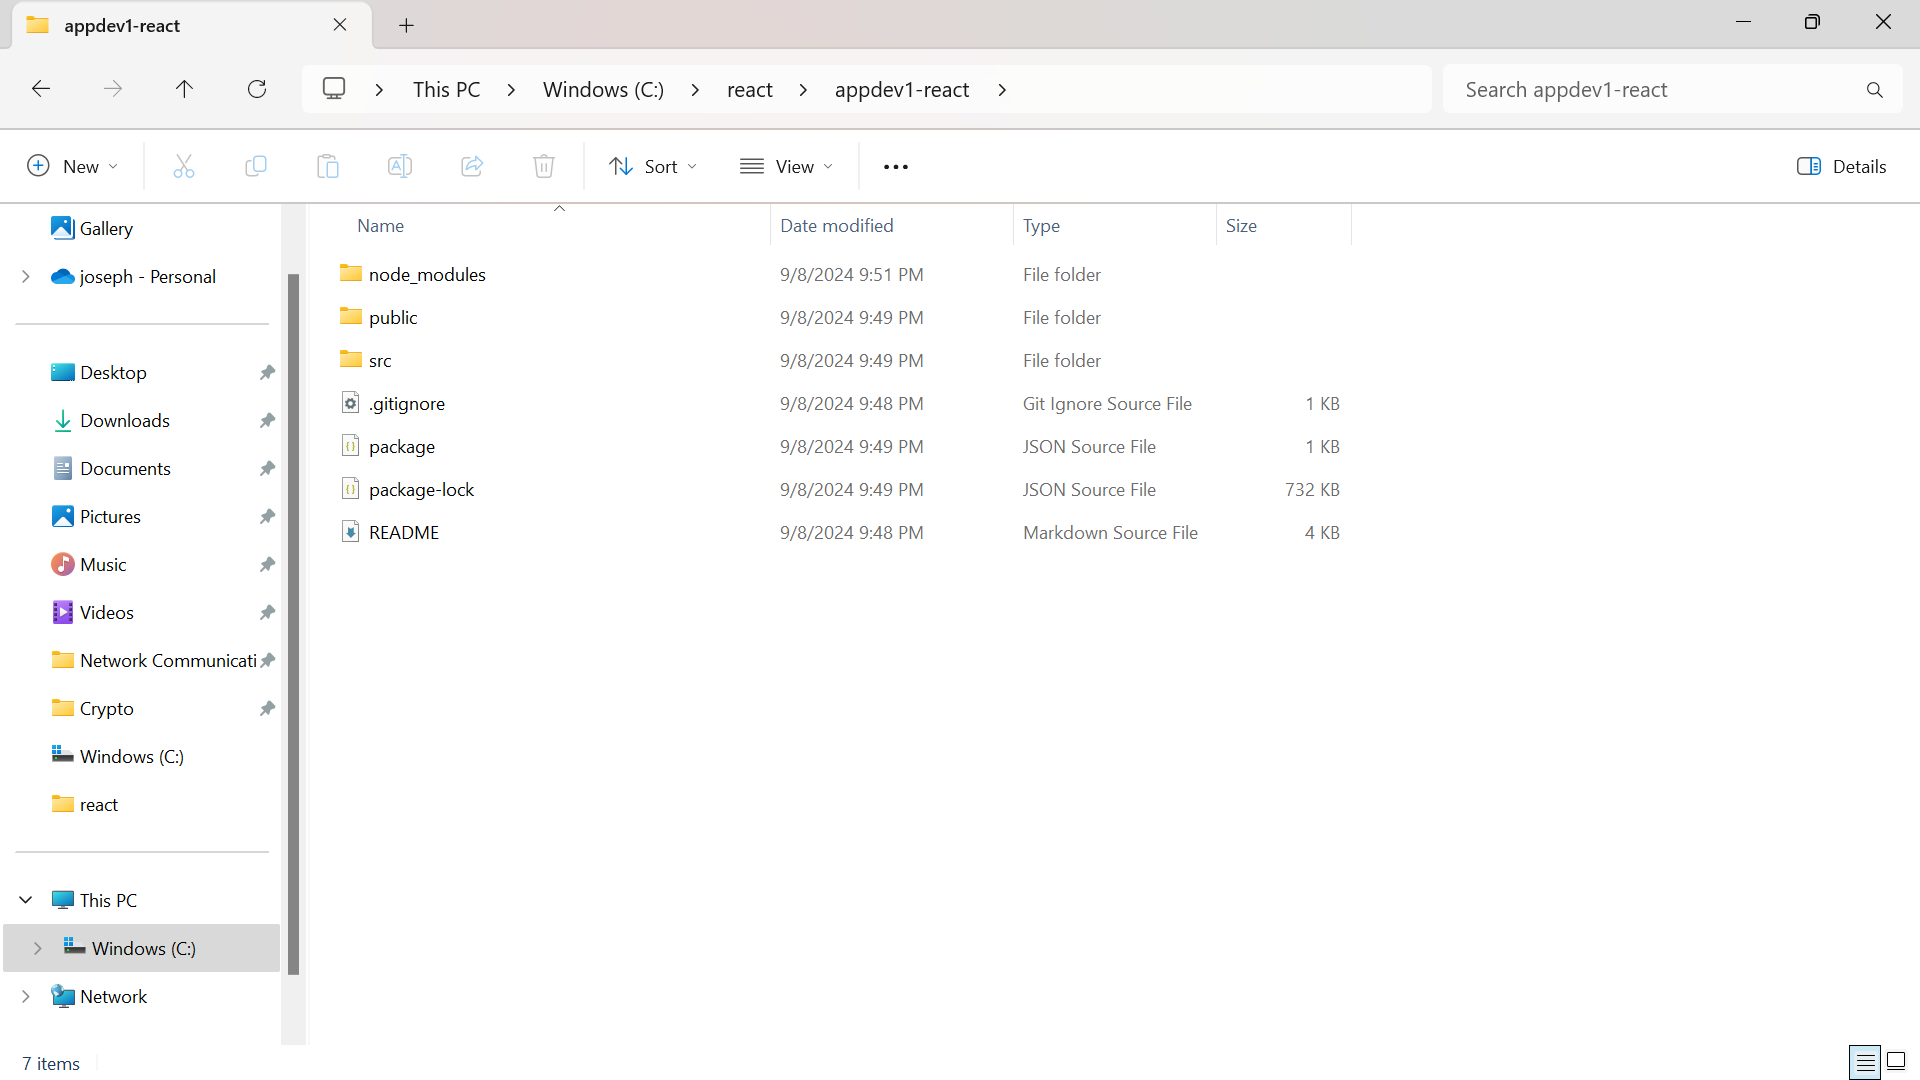 appdev1-react
This PC
Windows (C:)
react
appdev1-react
Search appdev1-react
New
Sort
View
Details
Gallery
joseph - Personal
Desktop
Downloads
Documents
Pictures
Music
Videos
Network Communicati
Crypto
Windows (C:)
react
This PC
Windows (C:)
Network
Name Date modified Type Size
node_modules 9/8/2024 9:51 PM File folder
public 9/8/2024 9:49 PM File folder
src 9/8/2024 9:49 PM File folder
.gitignore 9/8/2024 9:48 PM Git Ignore Source File 1 KB
package 9/8/2024 9:49 PM JSON Source File 1 KB
package-lock 9/8/2024 9:49 PM JSON Source File 732 KB
README 9/8/2024 9:48 PM Markdown Source File 4 KB
7 items